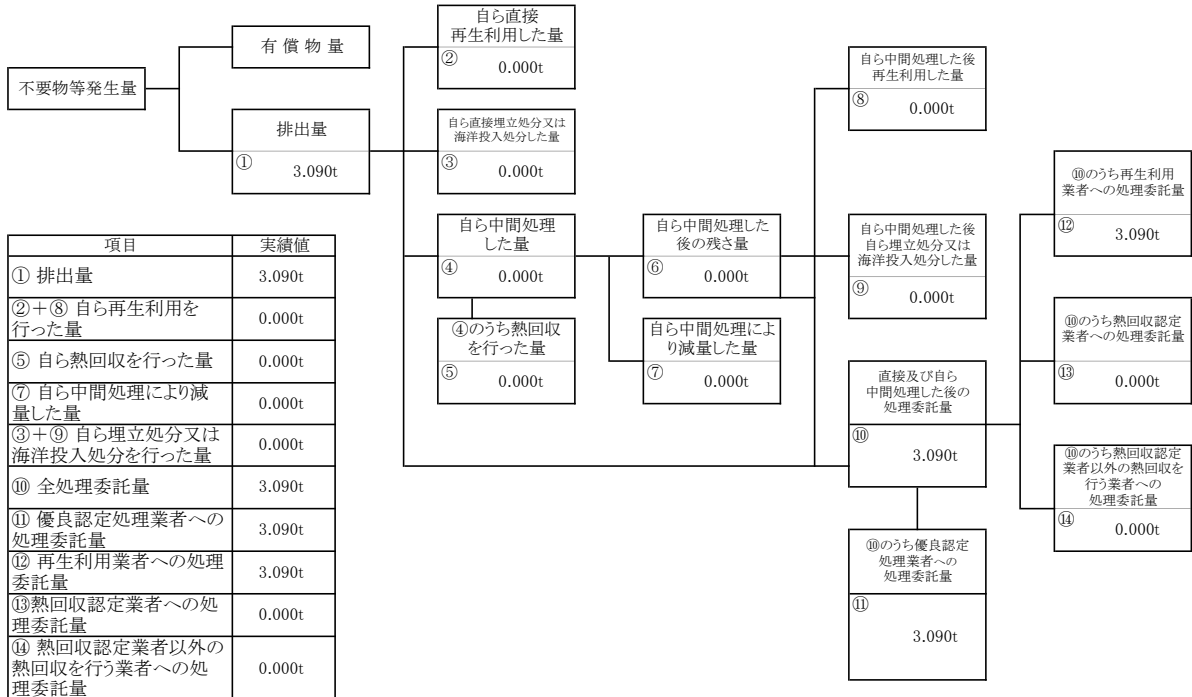 不要物等発生量
有 償 物 量
排出量
①
3.090t
自ら直接
再生利用した量
②
0.000t
自ら直接埋立処分又は
海洋投入処分した量
③
0.000t
自ら中間処理
した量
④
0.000t
④のうち熱回収
を行った量
⑤
0.000t
自ら中間処理した
後の残さ量
⑥
0.000t
自ら中間処理によ
り減量した量
⑦
0.000t
自ら中間処理した後
再生利用した量
⑧
0.000t
自ら中間処理した後
自ら埋立処分又は
海洋投入処分した量
⑨
0.000t
直接及び自ら
中間処理した後の
処理委託量
⑩
3.090t
⑩のうち優良認定
処理業者への
処理委託量
⑪
3.090t
⑩のうち再生利用
業者への処理委託量
⑫
3.090t
⑩のうち熱回収認定
業者への処理委託量
⑬
0.000t
⑩のうち熱回収認定
業者以外の熱回収を
行う業者への
処理委託量
⑭
0.000t
項目 実績値
① 排出量 3.090t
②+⑧ 自ら再生利用を
行った量 0.000t
⑤ 自ら熱回収を行った量 0.000t
⑦ 自ら中間処理により減
量した量 0.000t
③+⑨ 自ら埋立処分又は
海洋投入処分を行った量 0.000t
⑩ 全処理委託量 3.090t
⑪ 優良認定処理業者への
処理委託量 3.090t
⑫ 再生利用業者への処理
委託量 3.090t
⑬熱回収認定業者への処
理委託量 0.000t
⑭ 熱回収認定業者以外の
熱回収を行う業者への処
理委託量 0.000t